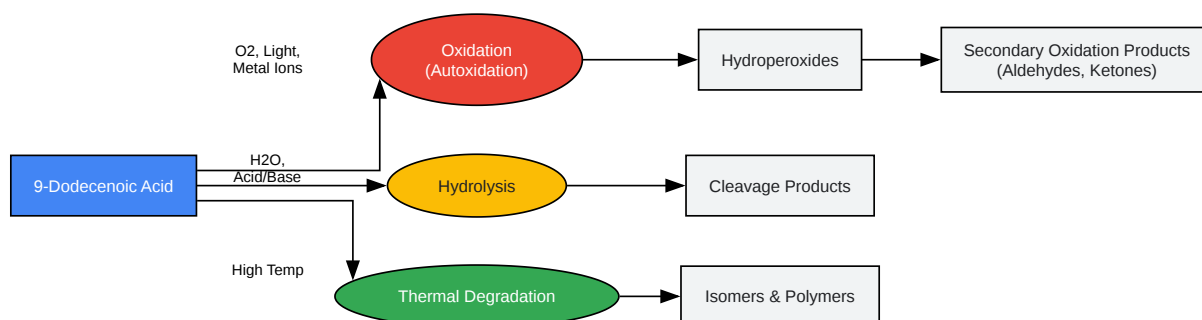 O2, Light,
Metal Ions
Oxidation
(Autoxidation)
Hydroperoxides
Secondary Oxidation Products
(Aldehydes, Ketones)
9-Dodecenoic Acid
H2O,
Acid/Base
Hydrolysis
Cleavage Products
High Temp
Thermal Degradation
Isomers & Polymers